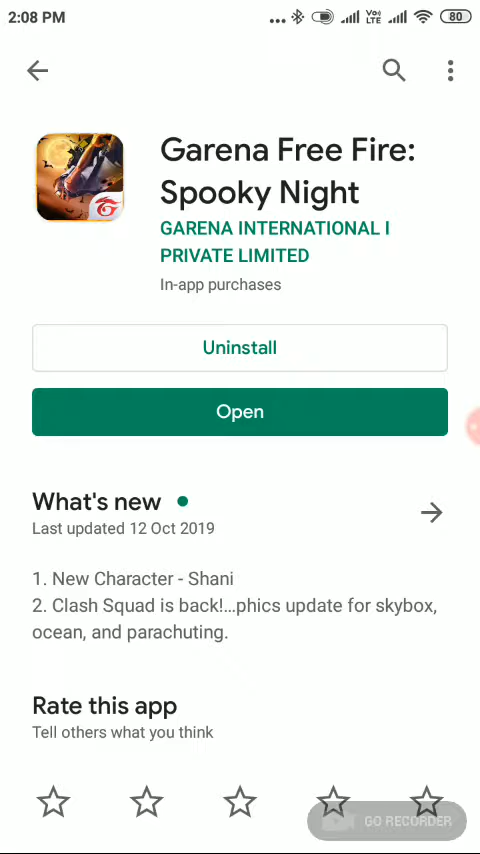 2:08 PM
Vo))
LTE
80
Garena Free Fire:
Spooky Night
GARENA INTERNATIONAL I
PRIVATE LIMITED
In-app purchases
Uninstall
Open
What's new
Last updated 12 Oct 2019
1. New Character - Shani
2. Clash Squad is back!...phics update for skybox,
ocean, and parachuting.
Rate this app
Tell others what you think
GO RECORDER